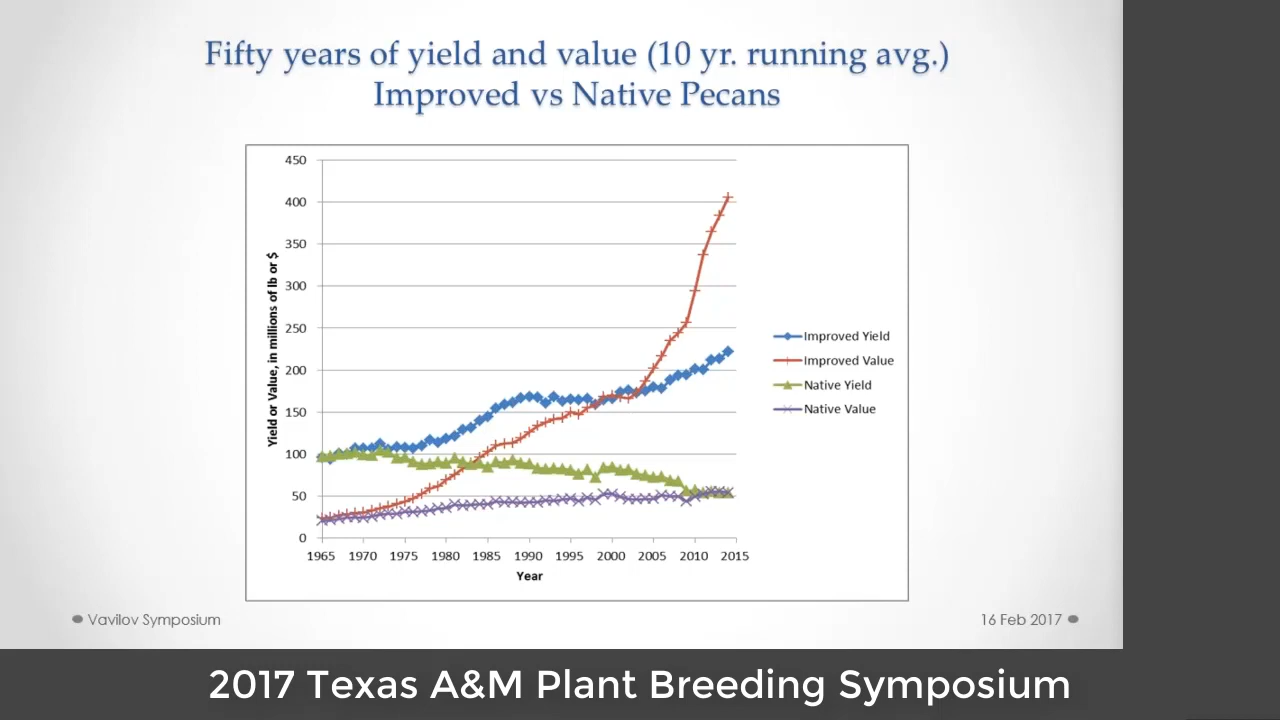 Fifty years of yield and value (10 yr. running avg.)
Improved vs Native Pecans
Yield or Value, in millions of lb or $
450
400
350
300
250
200
150
100
50
0
1965 1970 1975 1980 1985 1990 1995 2000 2005 2010 2015
Year
Improved Yield
Improved Value
Native Yield
Native Value
Vavilov Symposium
16 Feb 2017
2017 Texas A&M Plant Breeding Symposium